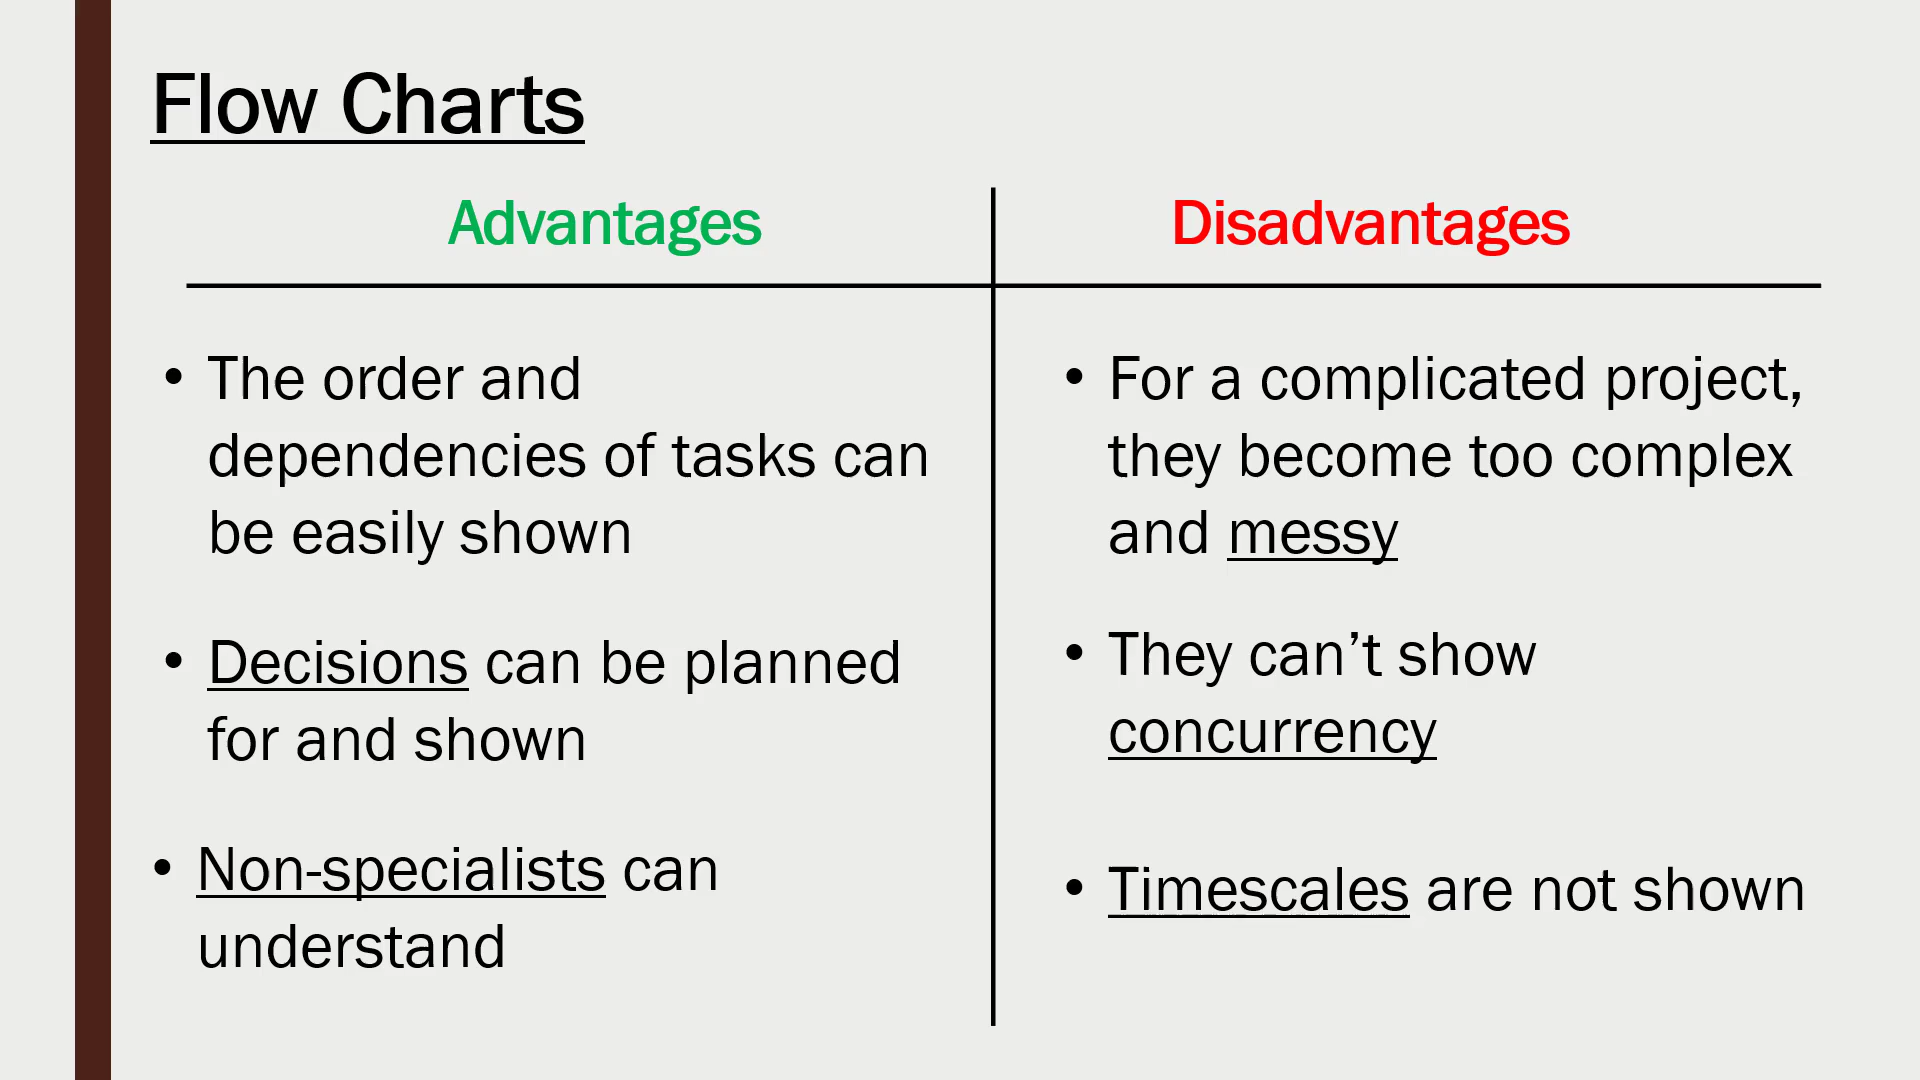 Flow Charts
Advantages
• The order and
dependencies of tasks can
be easily shown
• Decisions can be planned
for and shown
• Non-specialists can
understand
Disadvantages
• For a complicated project,
they become too complex
and messy
• They can’t show
concurrency
• Timescales are not shown